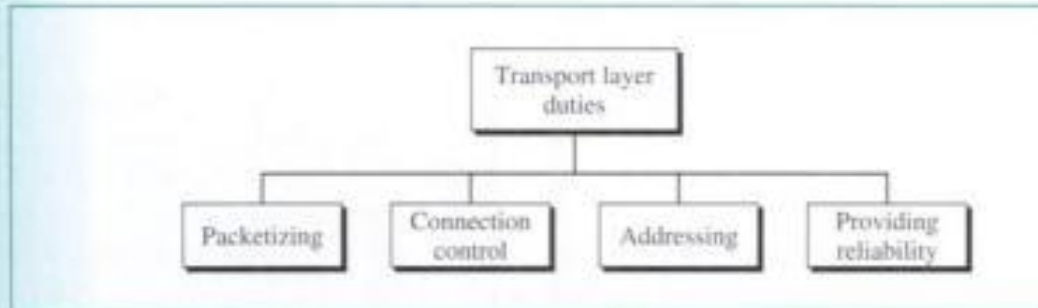 Transport layer
duties
Packetizing
Connection
control
Addressing
Providing
reliability